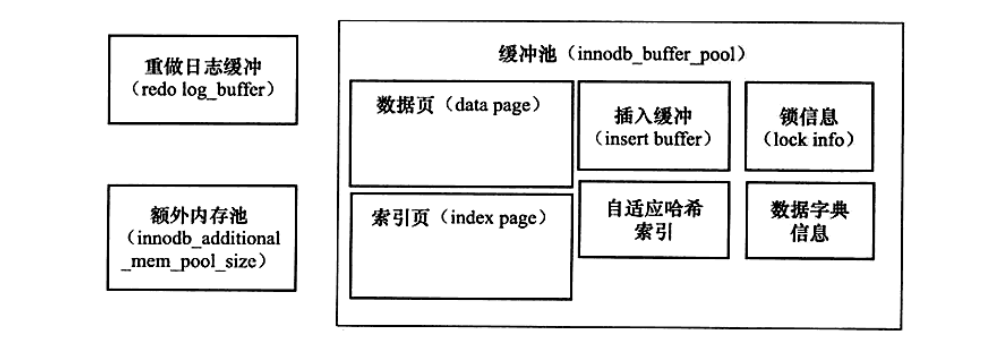 重做日志缓冲
（redo log_buffer）
额外内存池
（innodb_additional
_mem_pool_size）
缓冲池（innodb_buffer_pool）
数据页（data page）
插入缓冲
（insert buffer）
锁信息
（lock info）
索引页（index page）
自适应哈希
索引
数据字典
信息